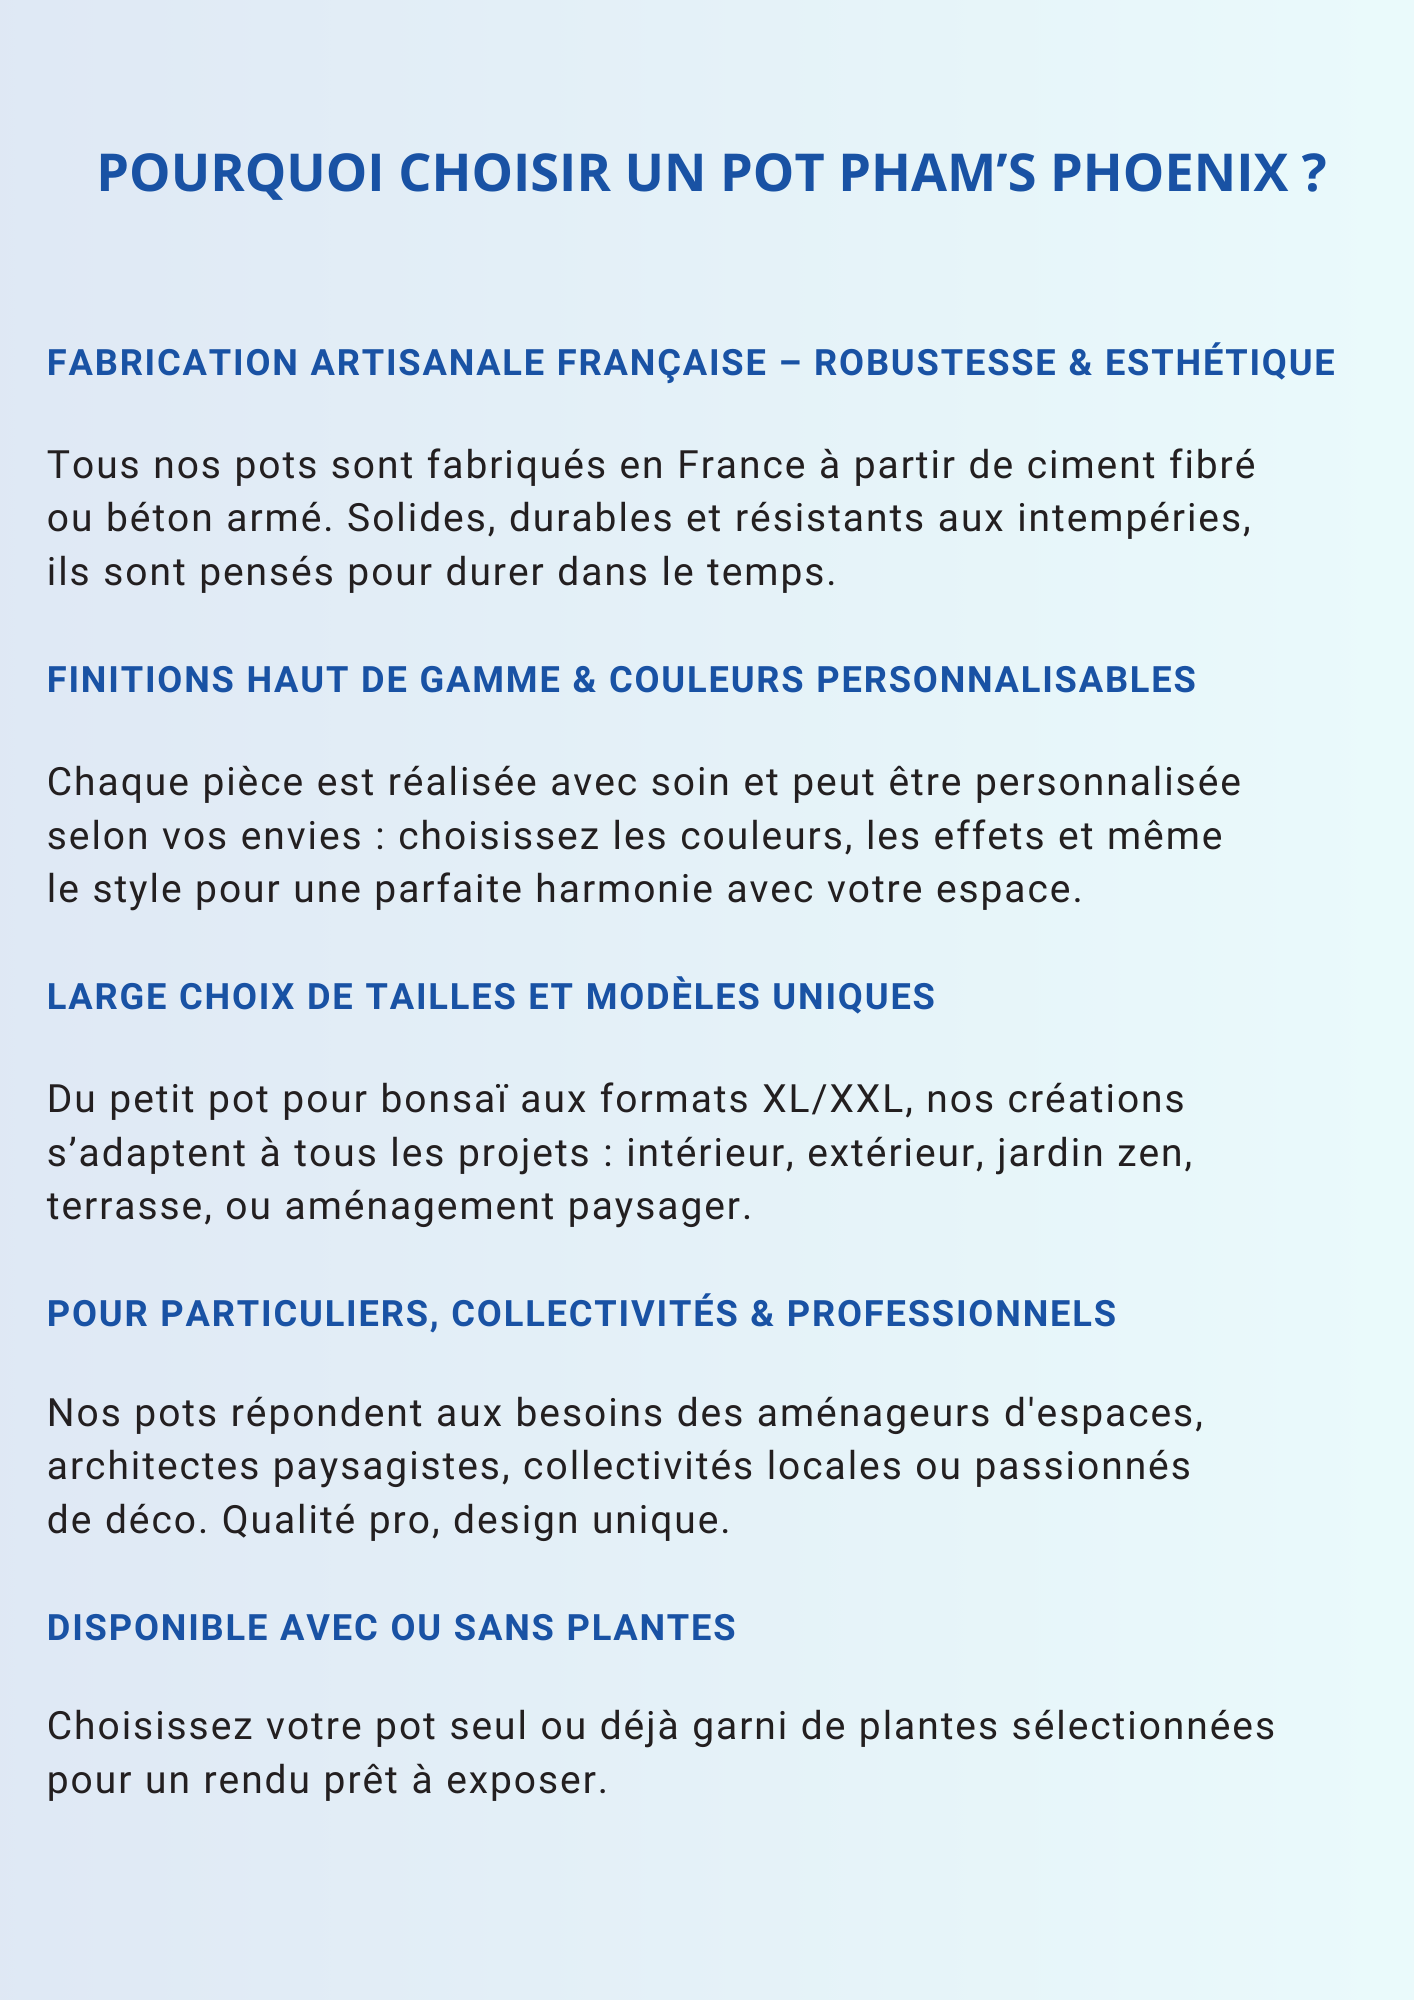 POURQUOI CHOISIR UN POT PHAM’S PHOENIX ?
FABRICATION ARTISANALE FRANÇAISE – ROBUSTESSE & ESTHÉTIQUE
Tous nos pots sont fabriqués en France à partir de ciment fibré
ou béton armé. Solides, durables et résistants aux intempéries,
ils sont pensés pour durer dans le temps.
FINITIONS HAUT DE GAMME & COULEURS PERSONNALISABLES
Chaque pièce est réalisée avec soin et peut être personnalisée
selon vos envies : choisissez les couleurs, les effets et même
le style pour une parfaite harmonie avec votre espace.
LARGE CHOIX DE TAILLES ET MODÈLES UNIQUES
Du petit pot pour bonsaï aux formats XL/XXL, nos créations
s’adaptent à tous les projets : intérieur, extérieur, jardin zen,
terrasse, ou aménagement paysager.
POUR PARTICULIERS, COLLECTIVITÉS & PROFESSIONNELS
Nos pots répondent aux besoins des aménageurs d'espaces,
architectes paysagistes, collectivités locales ou passionnés
de déco. Qualité pro, design unique.
DISPONIBLE AVEC OU SANS PLANTES
Choisissez votre pot seul ou déjà garni de plantes sélectionnées
pour un rendu prêt à exposer.